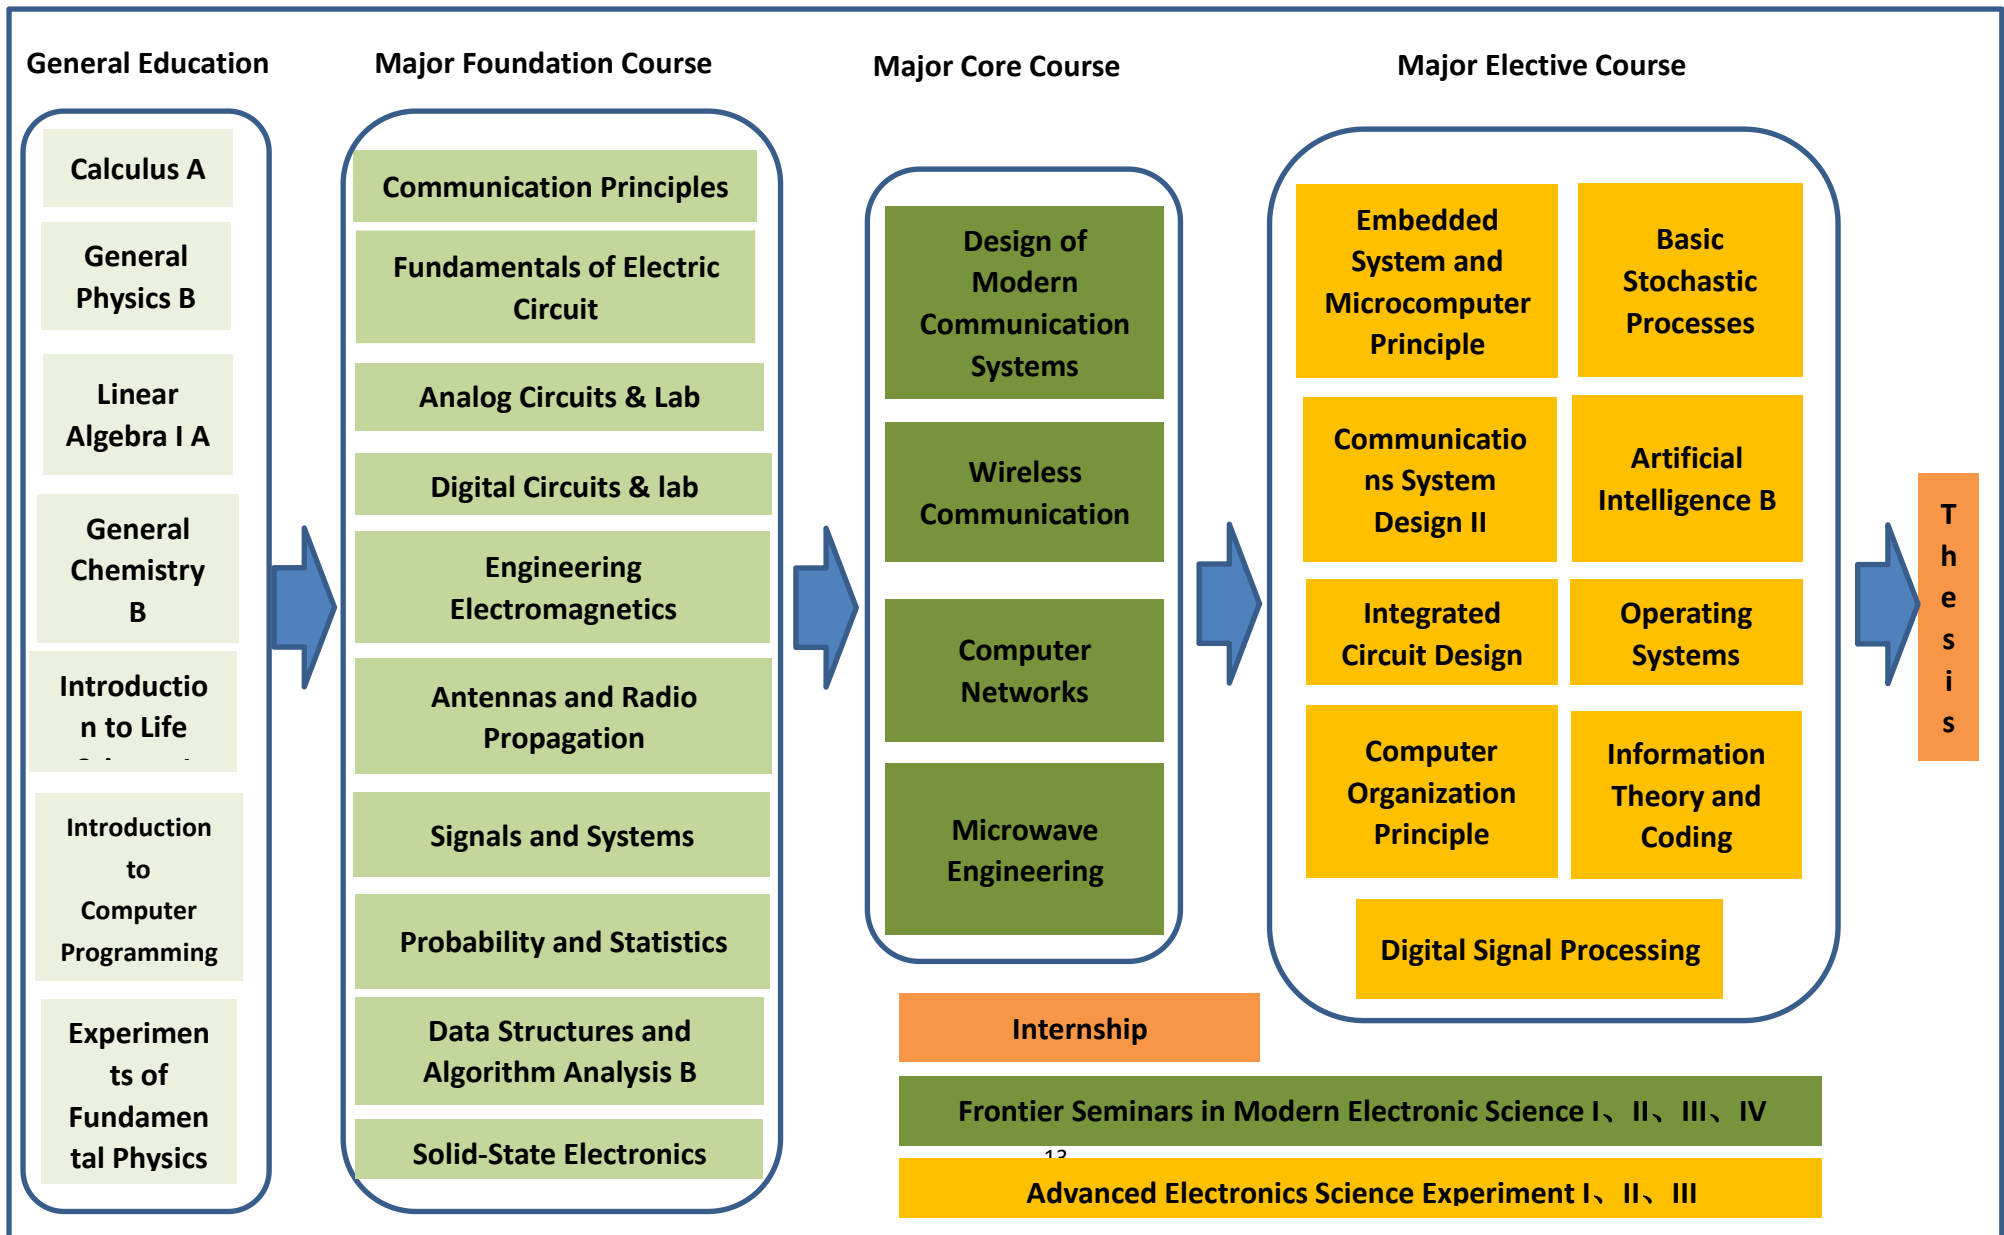 General Education
Calculus A
General
Physics B
Linear
Algebra I A
General
Chemistry
B
Introductio
n to Life
Introduction
to
Computer
Programming
Experimen
ts of
Fundamen
tal Physics
Major Foundation Course
Communication Principles
Fundamentals of Electric
Circuit
Analog Circuits & Lab
Digital Circuits & lab
Engineering
Electromagnetics
Antennas and Radio
Propagation
Signals and Systems
Probability and Statistics
Data Structures and
Algorithm Analysis B
Solid-State Electronics
Major Core Course
Design of
Modern
Communication
Systems
Wireless
Communication
Computer
Networks
Microwave
Engineering
Major Elective Course
Embedded
System and
Microcomputer
Principle
Basic
Stochastic
Processes
Communicatio
ns System
Design II
Artificial
Intelligence B
Integrated
Circuit Design
Operating
Systems
Computer
Organization
Principle
Information
Theory and
Coding
Digital Signal Processing
Internship
Frontier Seminars in Modern Electronic Science I、II、III、IV
Advanced Electronics Science Experiment I、II、III
T
h
e
s
i
s